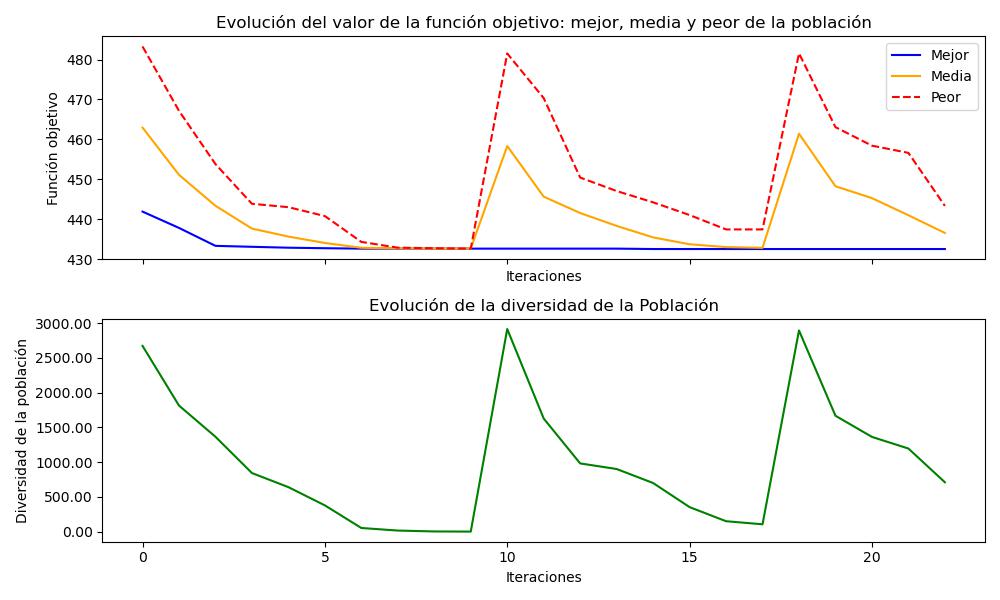 Evolución del valor de la función objetivo: mejor, media y peor de la población
Función objetivo
480
470
460
450
440
430
Mejor
Media
Peor
Iteraciones
Evolución de la diversidad de la Población
Diversidad de la población
3000.00
2500.00
2000.00
1500.00
1000.00
500.00
0.00
0 5 10 15 20
Iteraciones